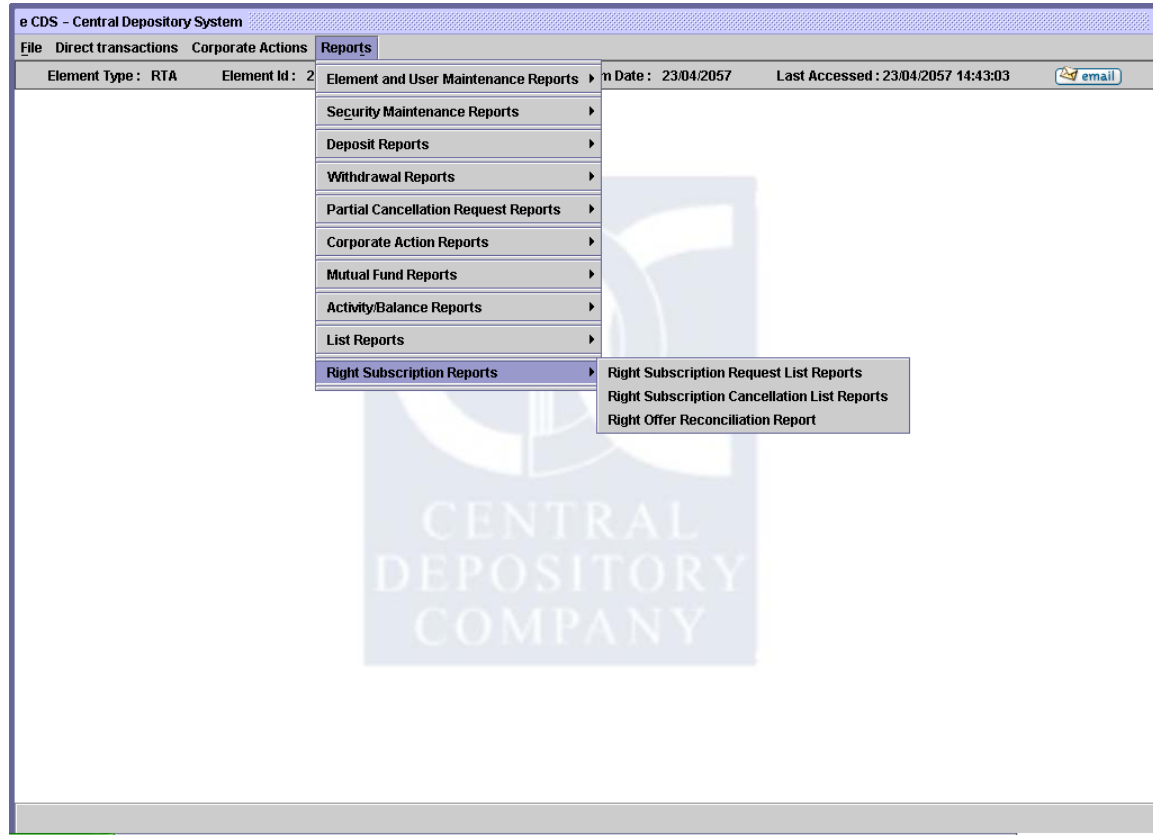 e CDS - Central Depository System
File Direct transactions Corporate Actions Reports
Element Type : RTA Element Id : 2 m Date : 23/04/2057 Last Accessed : 23/04/2057 14:43:03 email
Element and User Maintenance Reports
Security Maintenance Reports
Deposit Reports
Withdrawal Reports
Partial Cancellation Request Reports
Corporate Action Reports
Mutual Fund Reports
Activity/Balance Reports
List Reports
Right Subscription Reports
Right Subscription Request List Reports
Right Subscription Cancellation List Reports
Right Offer Reconciliation Report
CENTRAL
DEPOSITORY
COMPANY